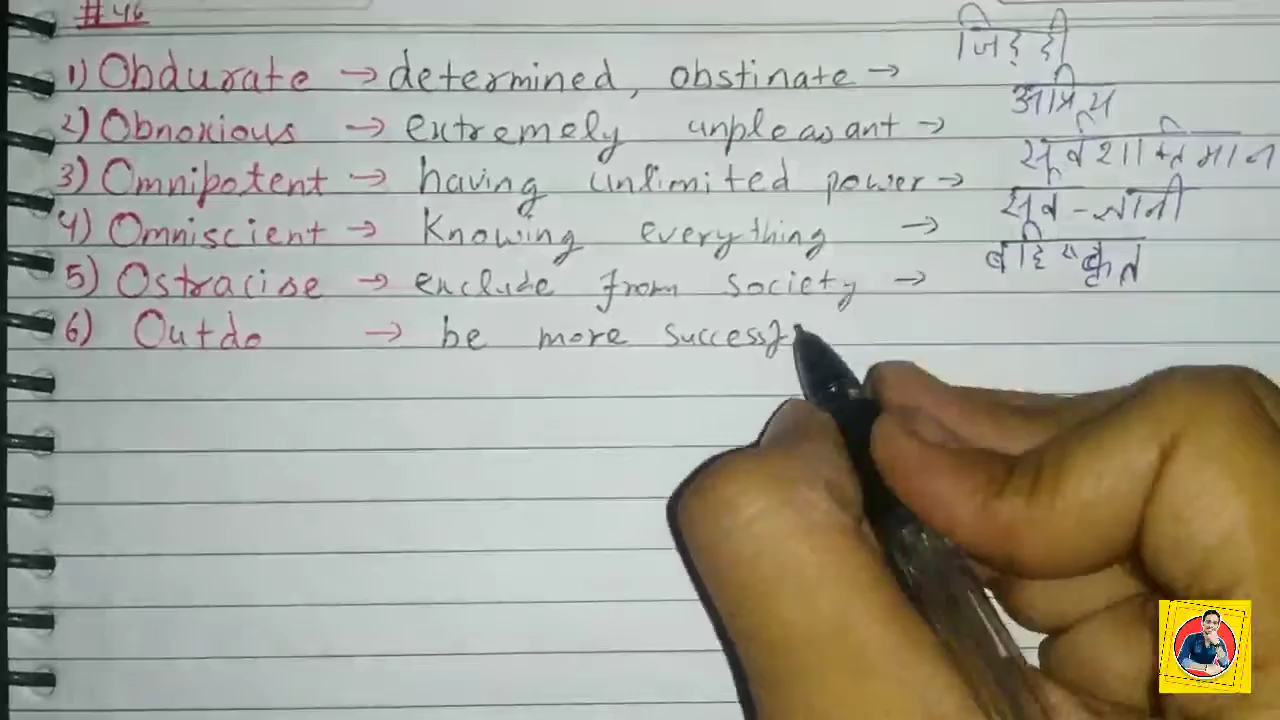 #46
1) Obdurate → determined, obstinate → जिद्दी
2) Obnoxious → extremely unpleasant → अप्रिय
3) Omnipotent → having unlimited power → सर्वशक्तिमान
4) Omniscient → Knowing everything → सर्व-ज्ञानी
5) Ostracise → exclude from society → बहिष्कृत
6) Outdo → be more successf